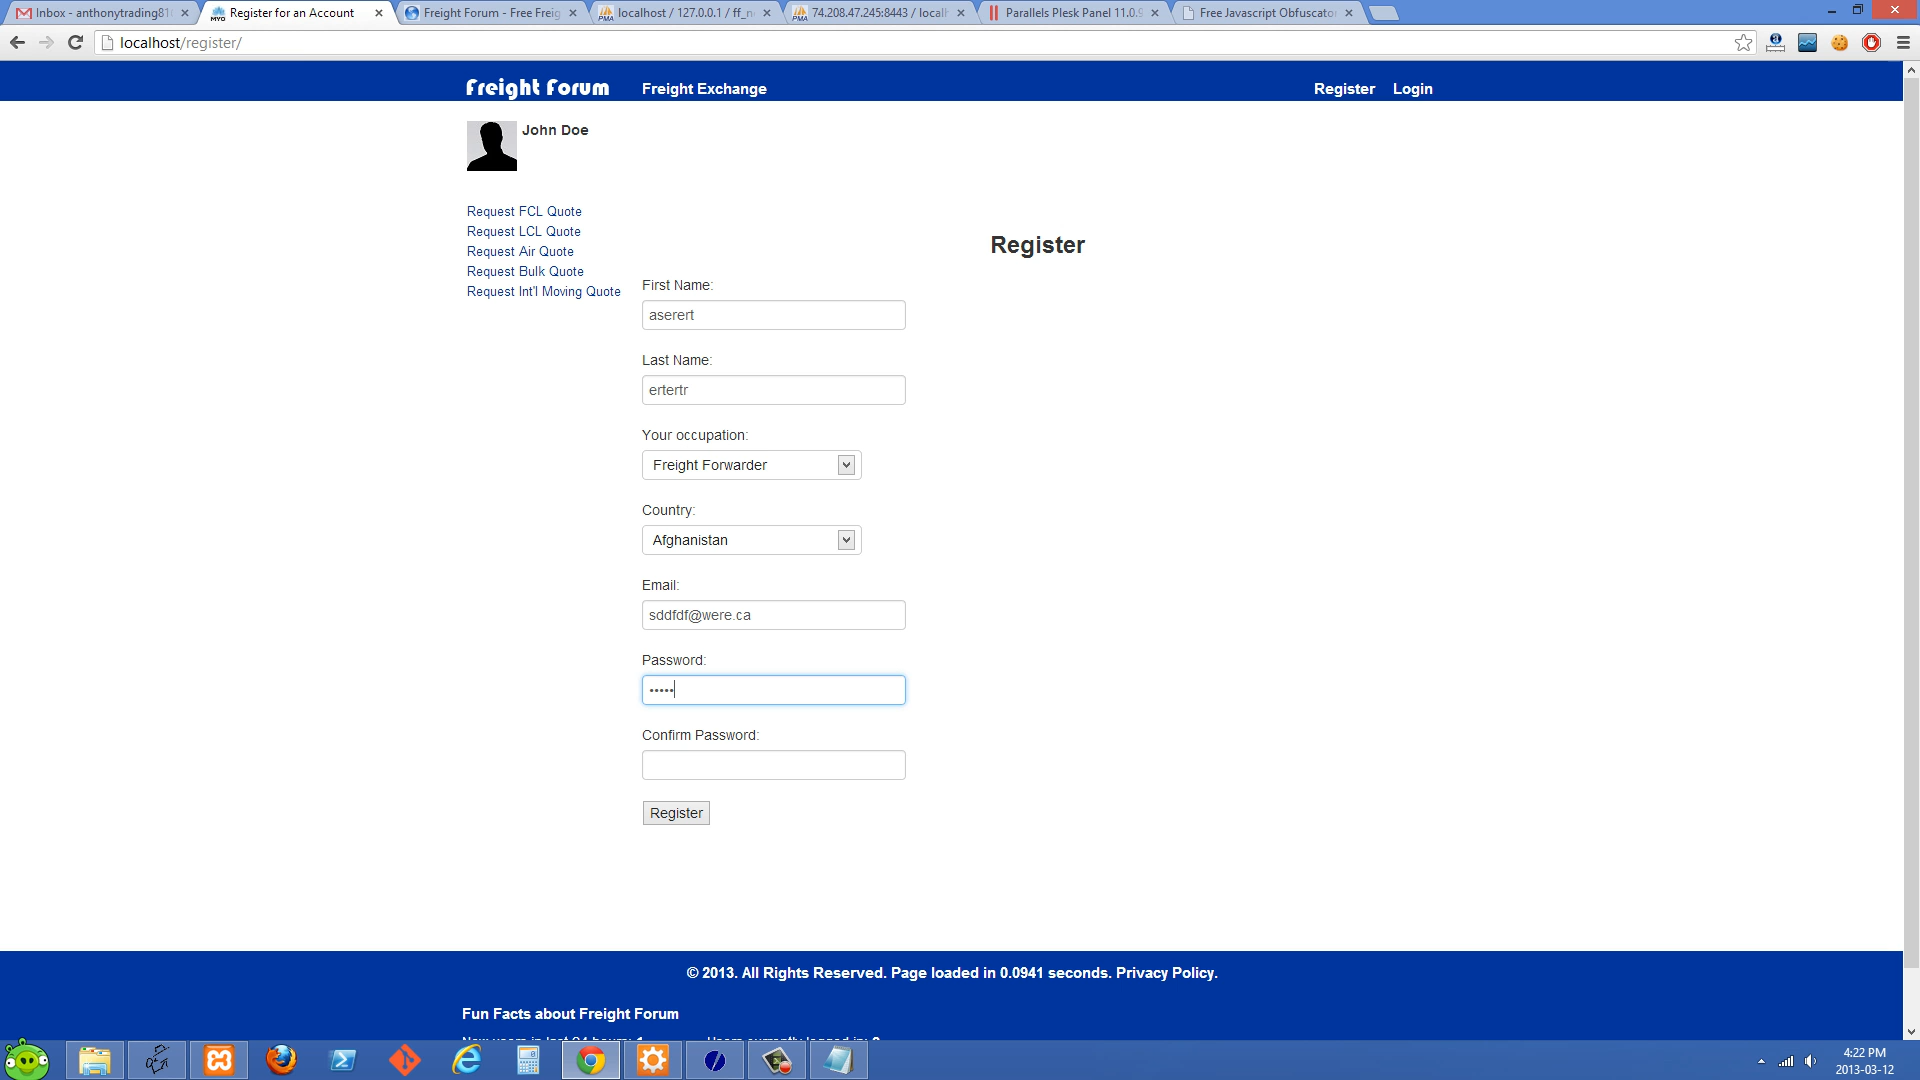 Inbox - anthonytrading81
Register for an Account
Freight Forum - Free Freig
localhost / 127.0.0.1 / ff_n
74.208.47.245:8443 / local
Parallels Plesk Panel 11.0.9
Free Javascript Obfuscator
localhost/register/
Freight Forum
Freight Exchange
Register
Login
John Doe
Request FCL Quote
Request LCL Quote
Request Air Quote
Request Bulk Quote
Request Int'l Moving Quote
Register
First Name:
aserert
Last Name:
ertertr
Your occupation:
Freight Forwarder
Country:
Afghanistan
Email:
sddfdf@were.ca
Password:
•••••
Confirm Password:
Register
© 2013. All Rights Reserved. Page loaded in 0.0941 seconds. Privacy Policy.
Fun Facts about Freight Forum
4:22 PM
2013-03-12